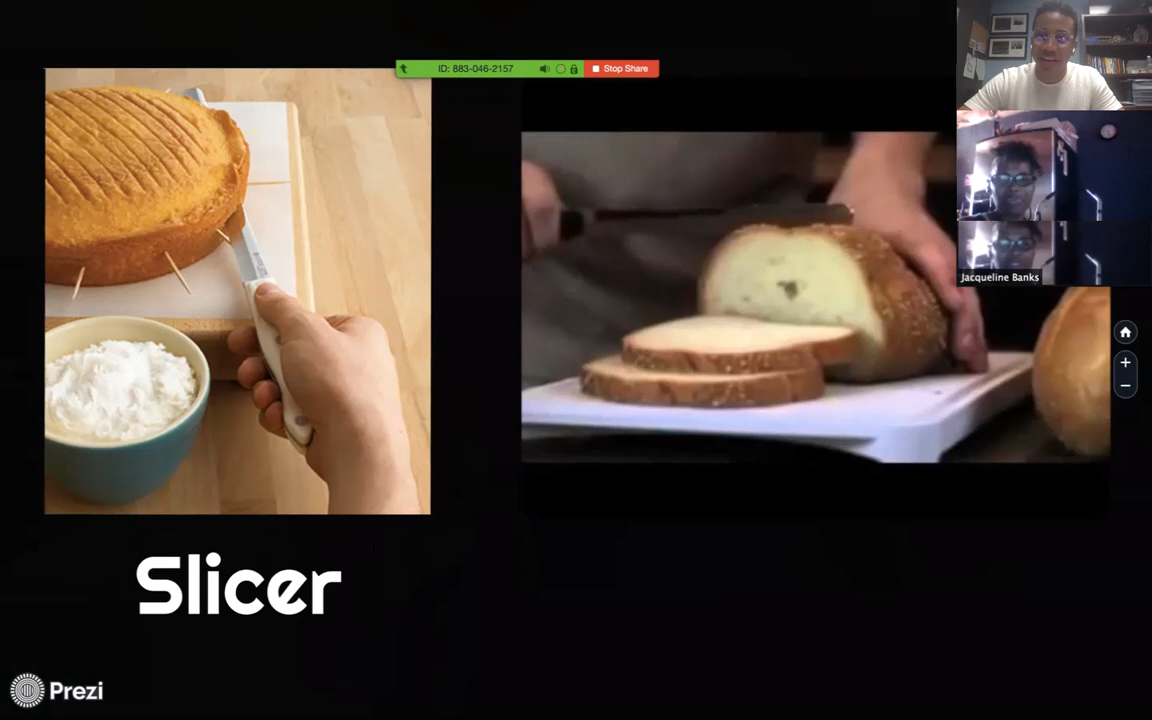 ID: 883-046-2157
Stop Share
Jacqueline Banks
Slicer
Prezi